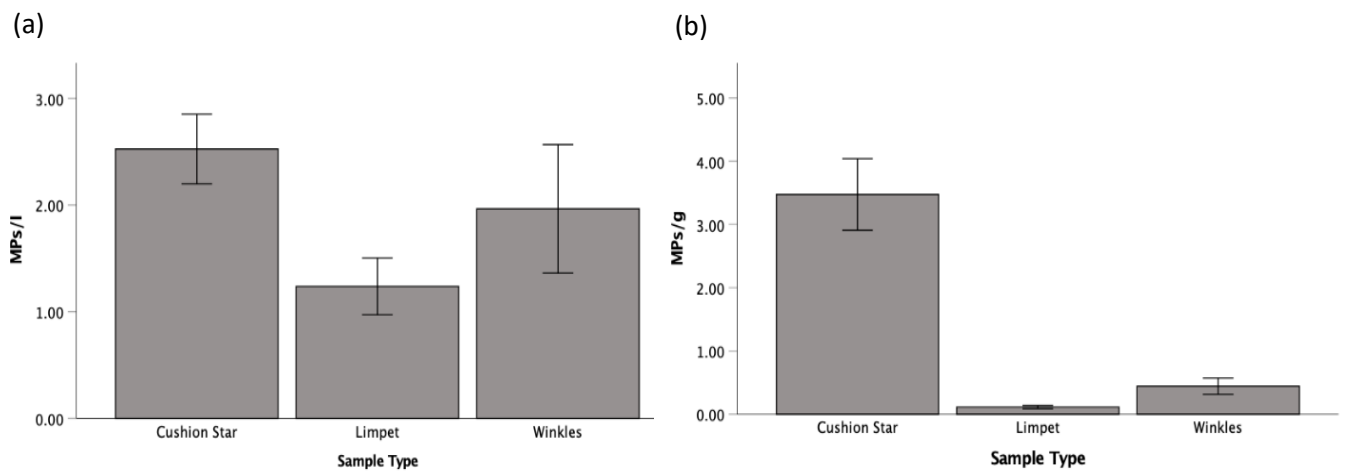 (a)
MPs/l
3.00
2.00
1.00
0.00
Cushion Star Limpet Winkles
Sample Type
(b)
MPs/g
5.00
4.00
3.00
2.00
1.00
0.00
Cushion Star Limpet Winkles
Sample Type